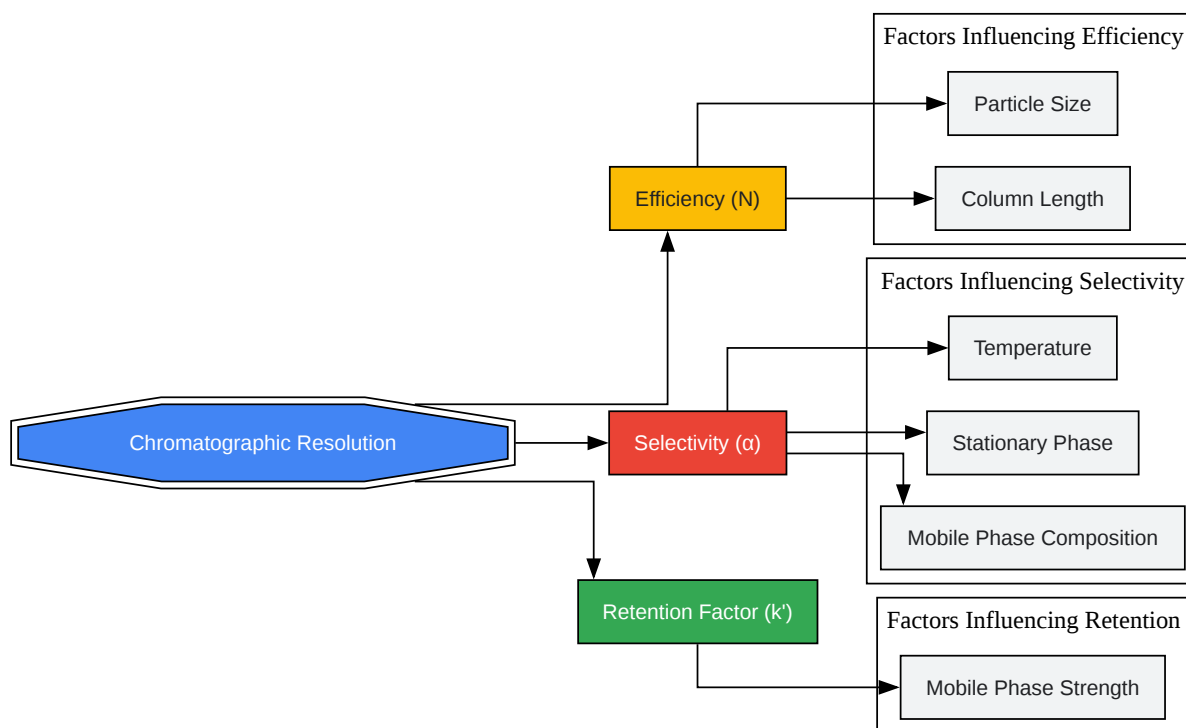 Factors Influencing Efficiency
Particle Size
Efficiency (N)
Column Length
Factors Influencing Selectivity
Temperature
Chromatographic Resolution
Selectivity (α)
Stationary Phase
Mobile Phase Composition
Retention Factor (k')
Factors Influencing Retention
Mobile Phase Strength